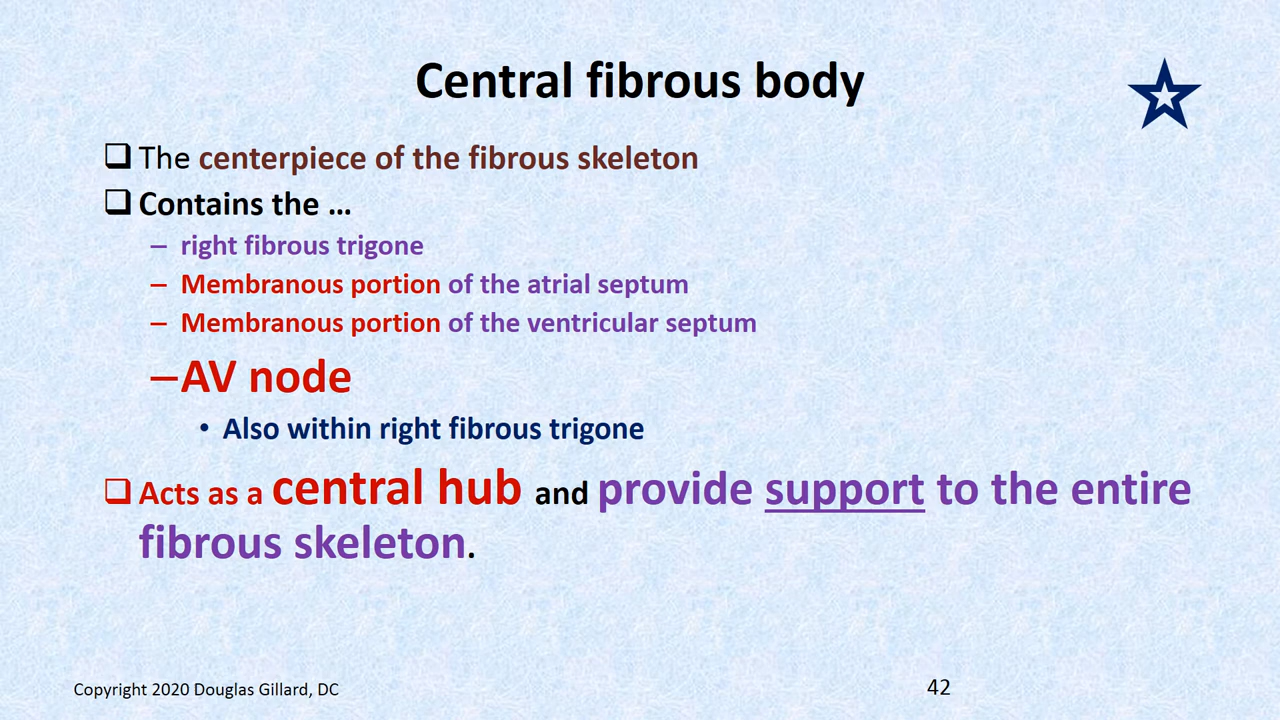 Central fibrous body
❑ The centerpiece of the fibrous skeleton
❑ Contains the …
– right fibrous trigone
– Membranous portion of the atrial septum
– Membranous portion of the ventricular septum
–AV node
• Also within right fibrous trigone
❑ Acts as a central hub and provide support to the entire
fibrous skeleton.
Copyright 2020 Douglas Gillard, DC
42